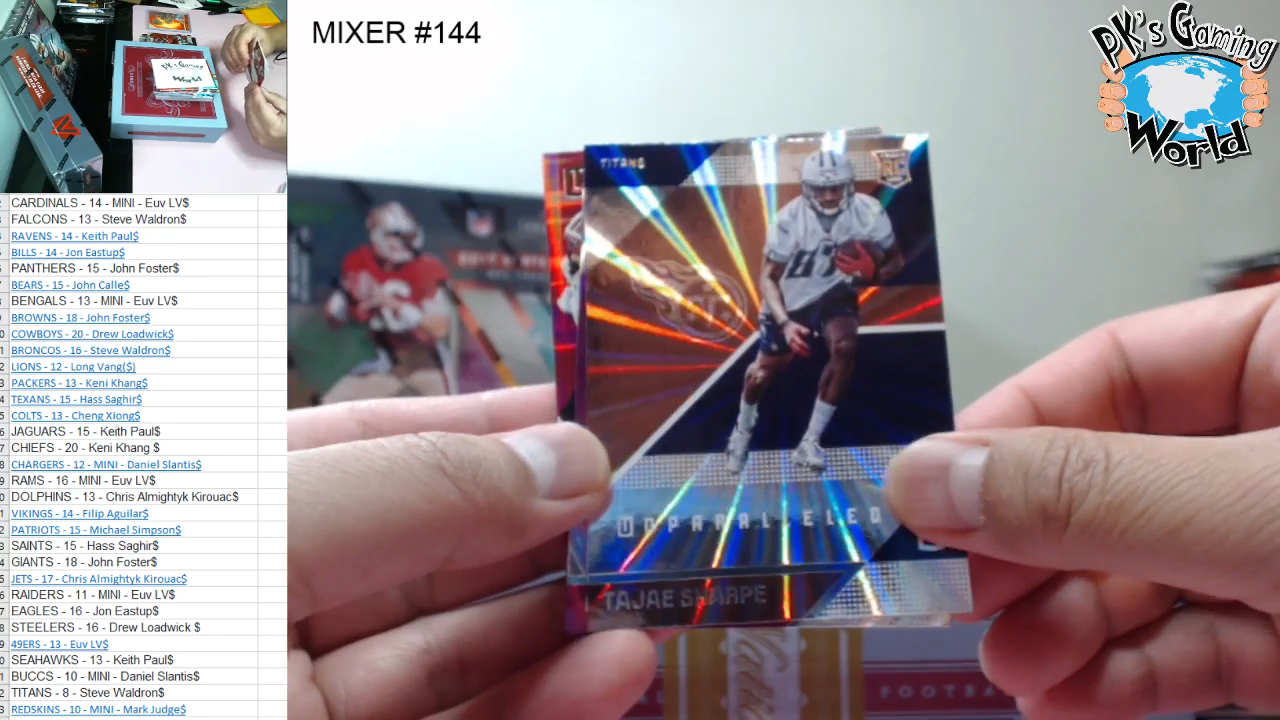 MIXER #144
PK's Gaming
World
PK's Gaming
World
CARDINALS - 14 - MINI - Euv LV$
FALCONS - 13 - Steve Waldron$
RAVENS - 14 - Keith Paul$
BILLS - 14 - Jon Eastup$
PANTHERS - 15 - John Foster$
BEARS - 15 - John Calle$
BENGALS - 13 - MINI - Euv LV$
BROWNS - 18 - John Foster$
COWBOYS - 20 - Drew Loadwick$
BRONCOS - 16 - Steve Waldron$
LIONS - 12 - Long Vang($)
PACKERS - 13 - Keni Khang$
TEXANS - 15 - Hass Saghir$
COLTS - 13 - Cheng Xiong$
JAGUARS - 15 - Keith Paul$
CHIEFS - 20 - Keni Khang $
CHARGERS - 12 - MINI - Daniel Slantis$
RAMS - 16 - MINI - Euv LV$
DOLPHINS - 13 - Chris Almightyk Kirouac$
VIKINGS - 14 - Filip Aguilar$
PATRIOTS - 15 - Michael Simpson$
SAINTS - 15 - Hass Saghir$
GIANTS - 18 - John Foster$
JETS - 17 - Chris Almightyk Kirouac$
RAIDERS - 11 - MINI - Euv LV$
EAGLES - 16 - Jon Eastup$
STEELERS - 16 - Drew Loadwick $
49ERS - 13 - Euv LV$
SEAHAWKS - 13 - Keith Paul$
BUCCS - 10 - MINI - Daniel Slantis$
TITANS - 8 - Steve Waldron$
REDSKINS - 10 - MINI - Mark Judge$
TITANS
RC
NFL
UNPARALLELED
TAJAE SHARPE